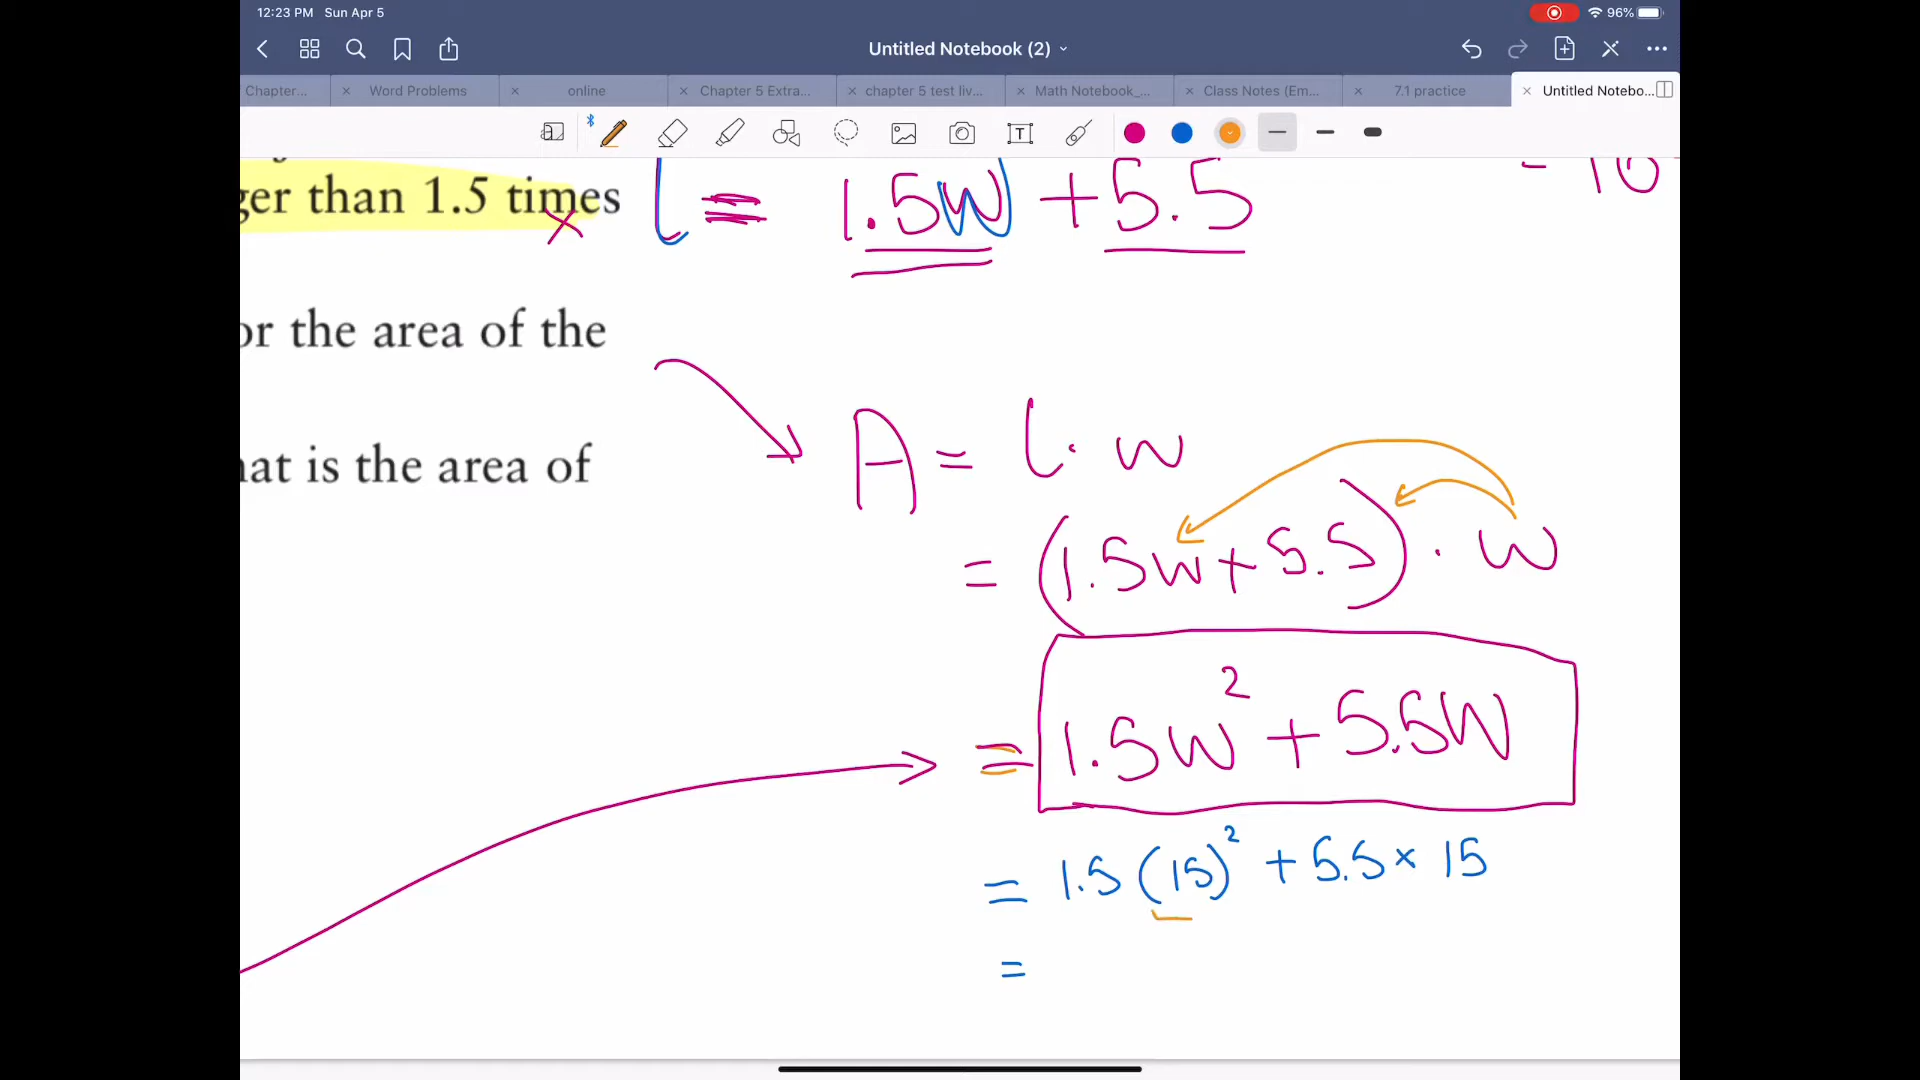 12:23 PM Sun Apr 5
96%
Untitled Notebook (2)
Chapter... × Word Problems × online × Chapter 5 Extra... × chapter 5 test liv... × Math Notebook_... × Class Notes (Em... × 7.1 practice × Untitled Notebo...
ger than 1.5 times
l = 1.5W + 5.5
- 10
or the area of the
hat is the area of
A = l · w
= (1.5w + 5.5) · w
= 1.5w² + 5.5W
= 1.5 (15)² + 5.5 × 15
=